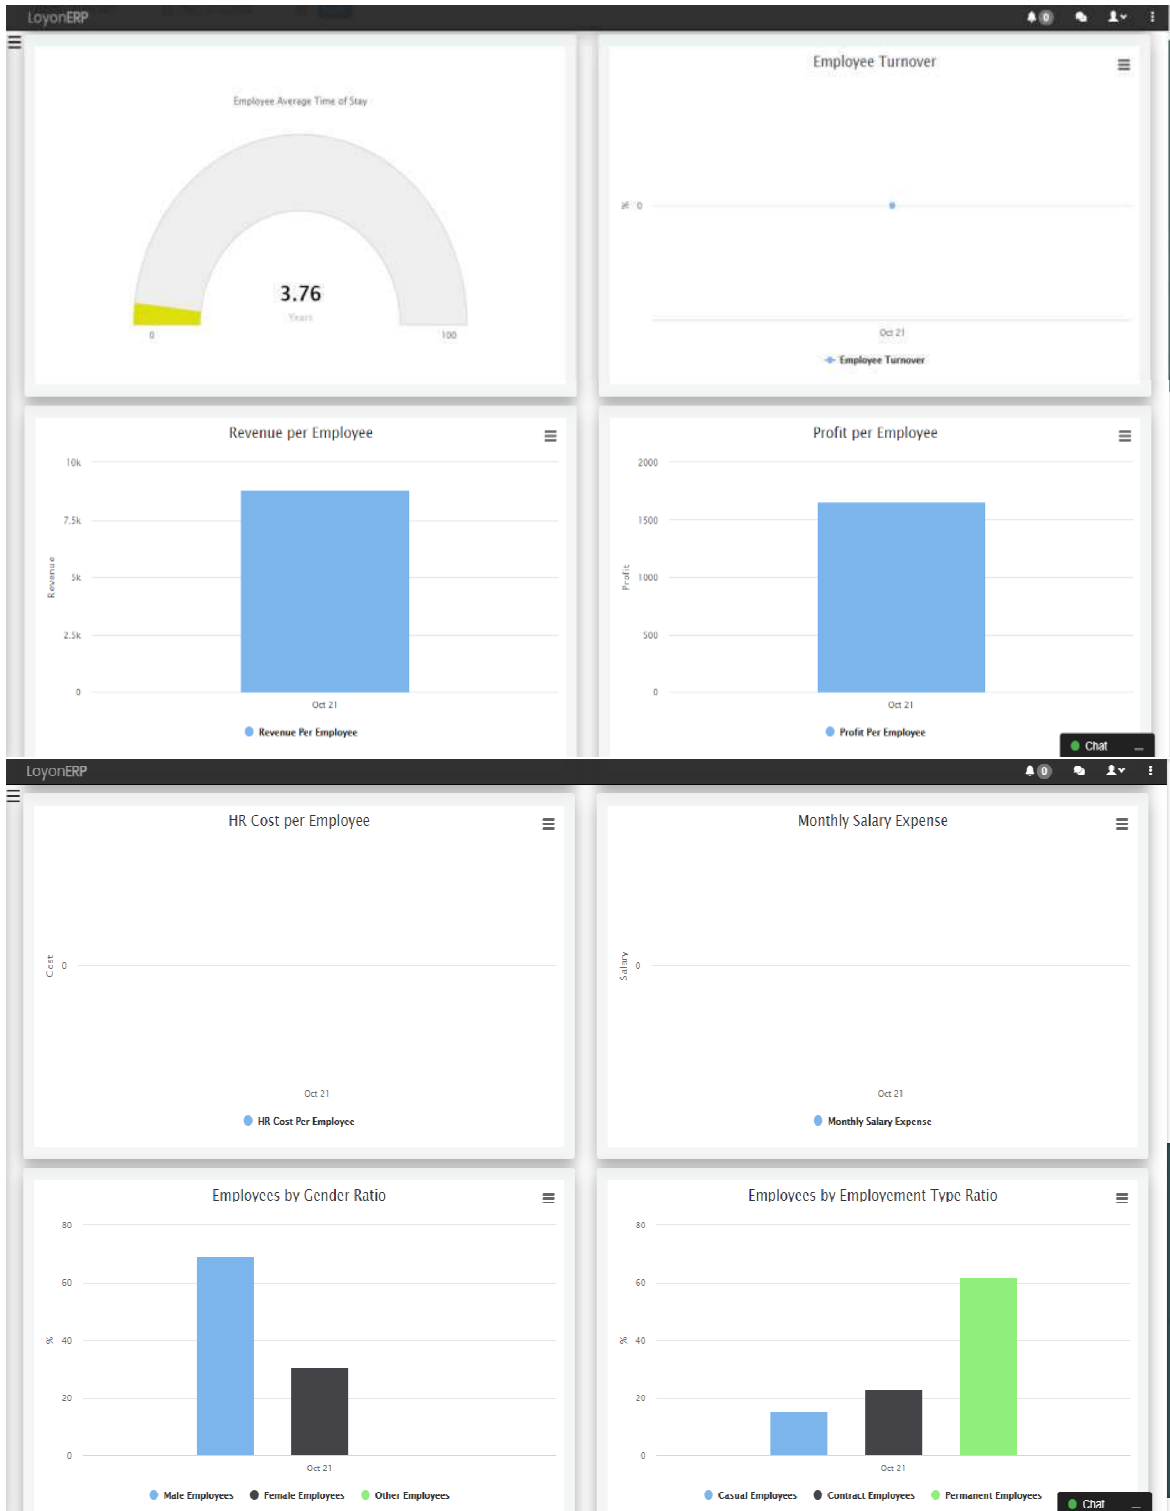 LoyonERP
0
Employee Average Time of Stay
3.76
Years
0
100
Employee Turnover
%
0
Oct 21
Employee Turnover
Revenue per Employee
10k
7.5k
5k
2.5k
0
Revenue
Oct 21
Revenue Per Employee
Profit per Employee
2000
1500
1000
500
0
Profit
Oct 21
Profit Per Employee
Chat
LoyonERP
0
HR Cost per Employee
Cost
0
Oct 21
HR Cost Per Employee
Monthly Salary Expense
Salary
0
Oct 21
Monthly Salary Expense
Employees by Gender Ratio
80
60
40
20
0
%
Oct 21
Male Employees Female Employees Other Employees
Employees by Employement Type Ratio
80
60
40
20
0
%
Oct 21
Casual Employees Contract Employees Permanent Employees
Chat